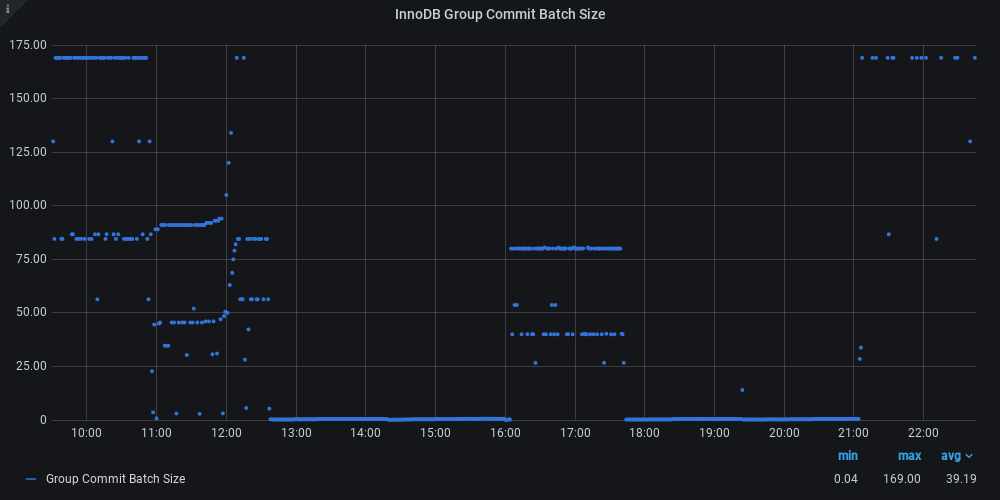 i
InnoDB Group Commit Batch Size
175.00
150.00
125.00
100.00
75.00
50.00
25.00
0
10:00 11:00 12:00 13:00 14:00 15:00 16:00 17:00 18:00 19:00 20:00 21:00 22:00
min max avg
Group Commit Batch Size 0.04 169.00 39.19